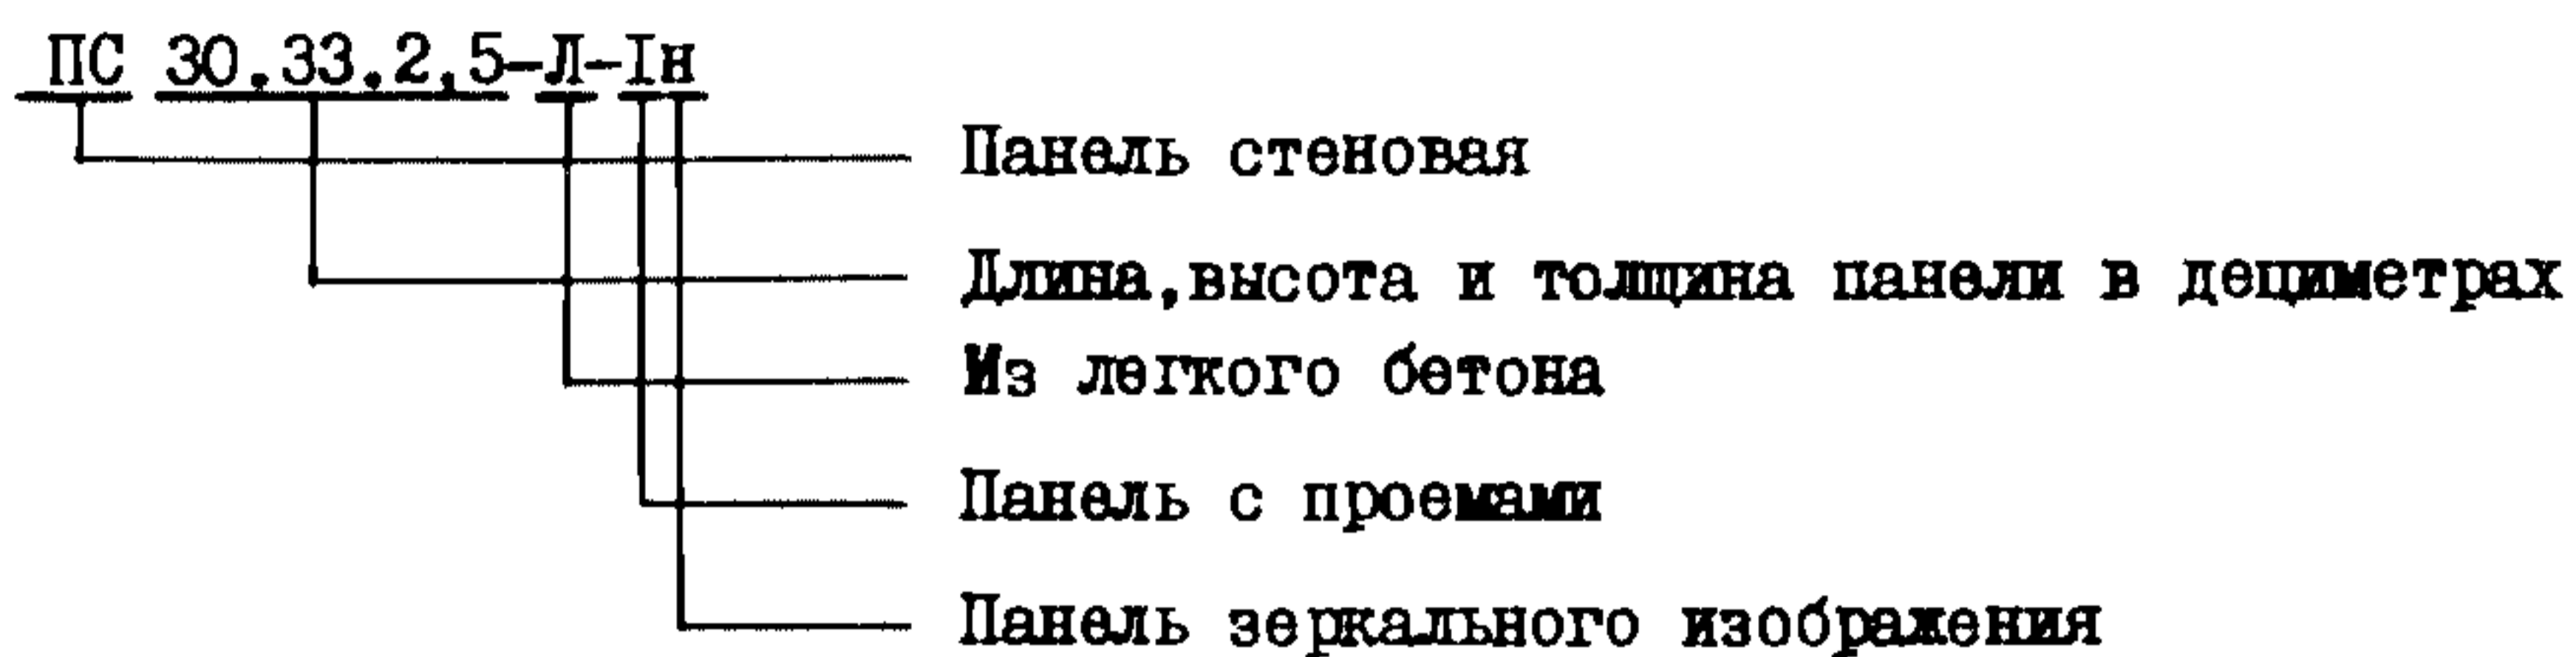 ПС 30.33.2,5-Л-Iн
Панель стеновая
Длина,высота и толщина панели в дециметрах
Из легкого бетона
Панель с проемами
Панель зеркального изображения